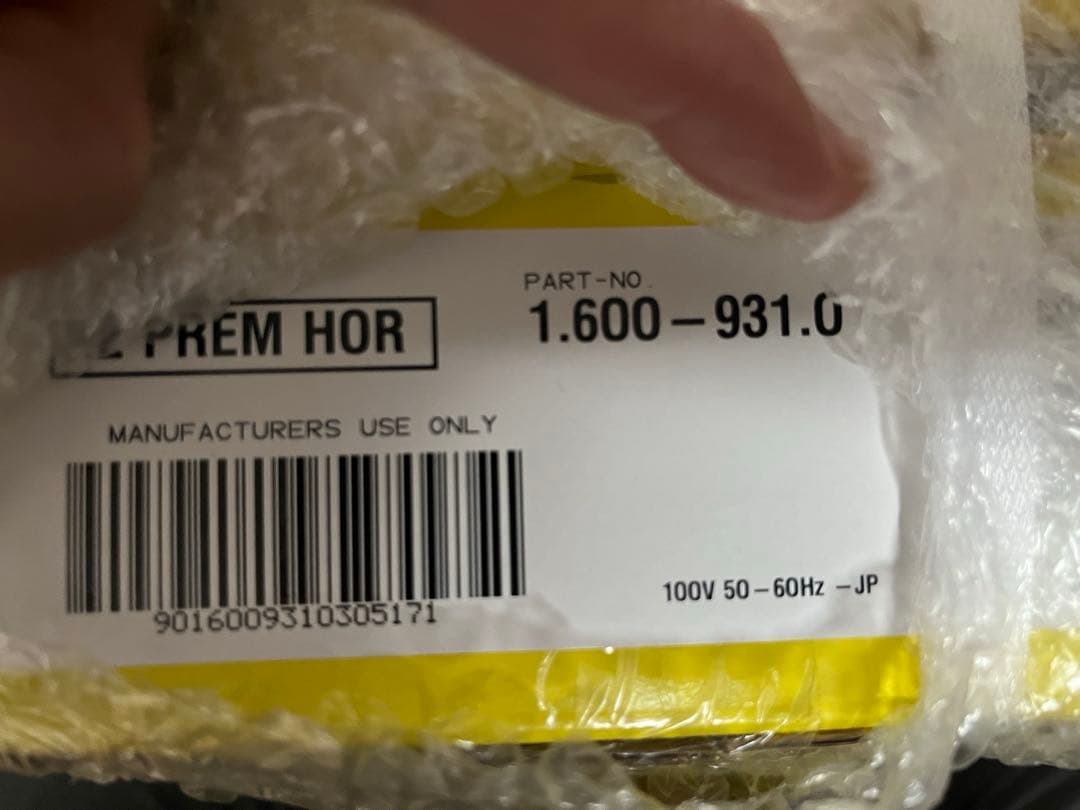 PREM HOR
PART-NO.
1.600-931.0
MANUFACTURERS USE ONLY
9016009310305171
100V 50-60Hz -JP